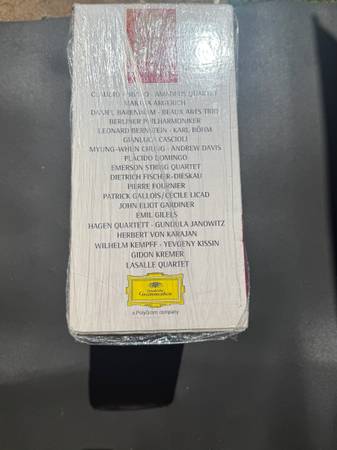 CLAUDIO ABBADO · AMADEUS QUARTET
MARTHA ARGERICH
DANIEL BARENBOIM · BEAUX ARTS TRIO
BERLINER PHILHARMONIKER
LEONARD BERNSTEIN · KARL BÖHM
GIANLUCA CASCIOLI
MYUNG-WHUN CHUNG · ANDREW DAVIS
PLÁCIDO DOMINGO
EMERSON STRING QUARTET
DIETRICH FISCHER-DIESKAU
PIERRE FOURNIER
PATRICK GALLOIS/CECILE LICAD
JOHN ELIOT GARDINER
EMIL GILELS
HAGEN QUARTETT · GUNDULA JANOWITZ
HERBERT VON KARAJAN
WILHELM KEMPFF · YEVGENY KISSIN
GIDON KREMER
LASALLE QUARTET
Deutsche
Grammophon
a PolyGram company